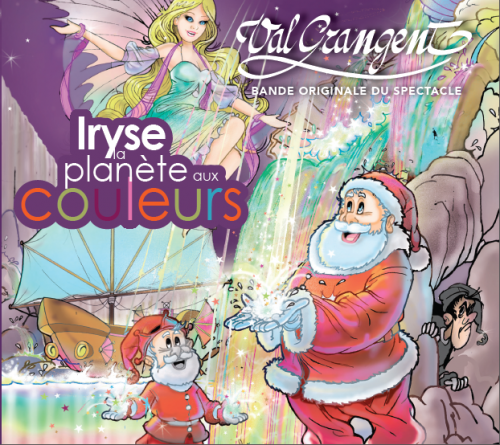 Val Grangent
BANDE ORIGINALE DU SPECTACLE
Iryse
la
planète aux
couleurs